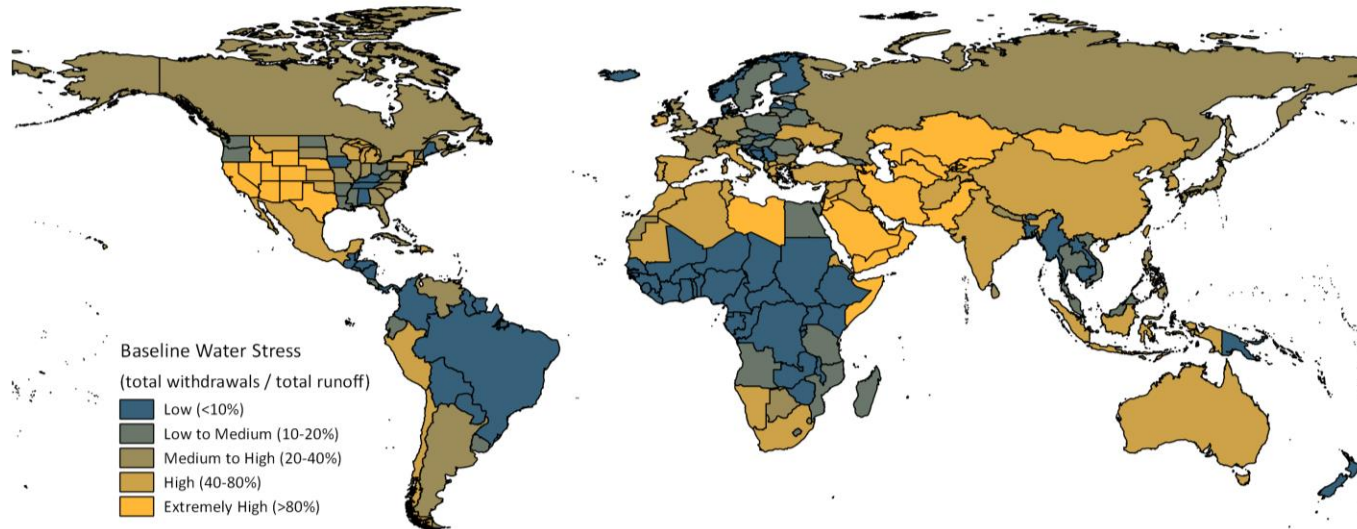 Baseline Water Stress
(total withdrawals / total runoff)
Low (<10%)
Low to Medium (10-20%)
Medium to High (20-40%)
High (40-80%)
Extremely High (>80%)